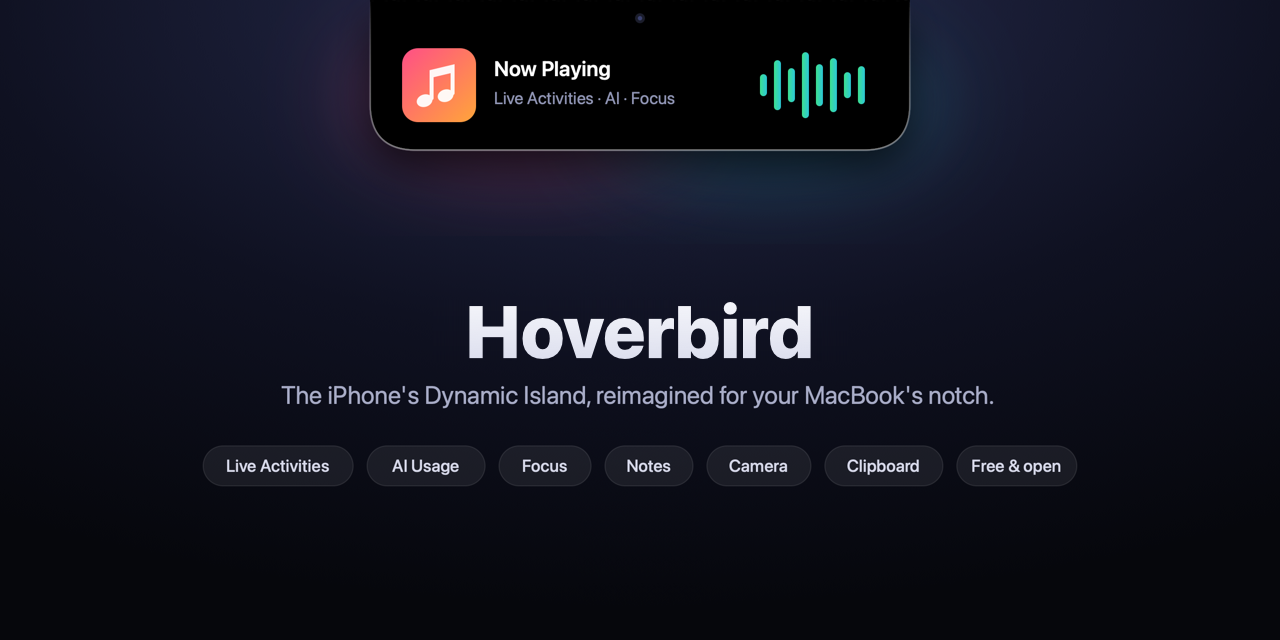 Now Playing
Live Activities · AI · Focus
Hoverbird
The iPhone's Dynamic Island, reimagined for your MacBook's notch.
Live Activities AI Usage Focus Notes Camera Clipboard Free & open